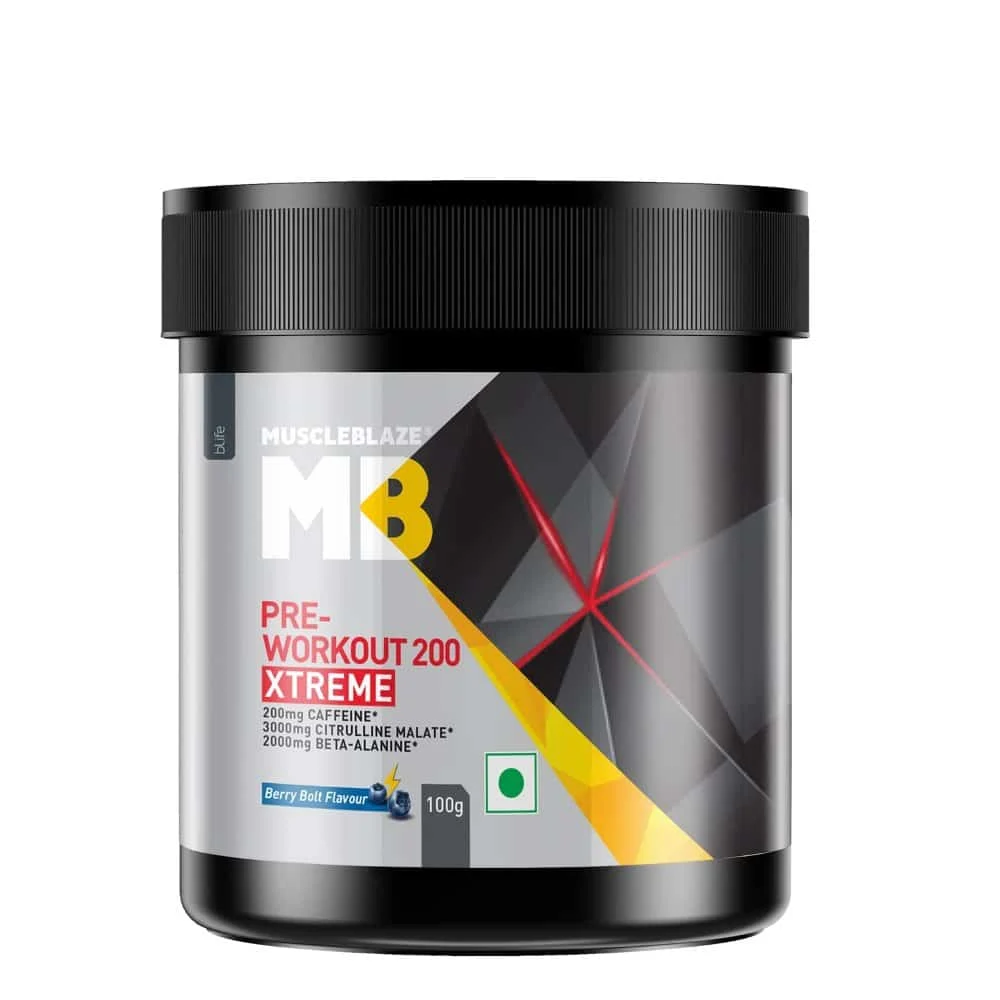 bLife
MUSCLEBLAZE
MB
PRE-
WORKOUT 200
XTREME
200mg CAFFEINE*
3000mg CITRULLINE MALATE*
2000mg BETA-ALANINE*
Berry Bolt Flavour
100g